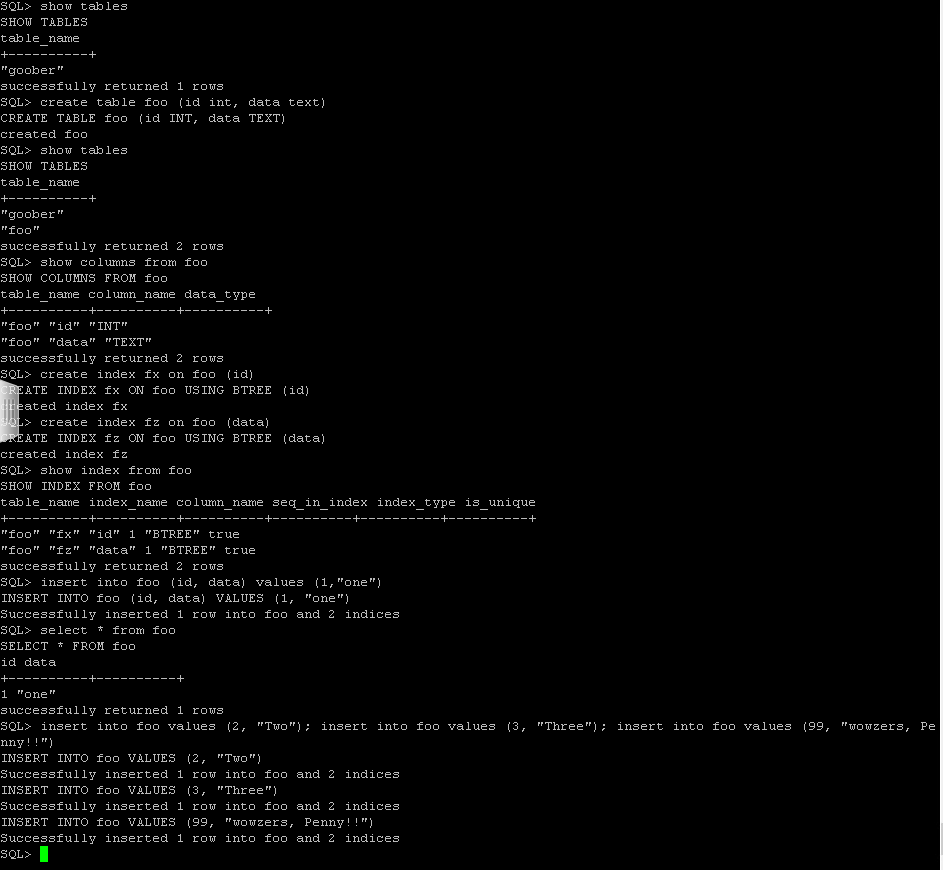 SQL> show tables
SHOW TABLES
table_name
+----------+
"goober"
successfully returned 1 rows
SQL> create table foo (id int, data text)
CREATE TABLE foo (id INT, data TEXT)
created foo
SQL> show tables
SHOW TABLES
table_name
+----------+
"goober"
"foo"
successfully returned 2 rows
SQL> show columns from foo
SHOW COLUMNS FROM foo
table_name column_name data_type
+----------+----------+----------+
"foo" "id" "INT"
"foo" "data" "TEXT"
successfully returned 2 rows
SQL> create index fx on foo (id)
CREATE INDEX fx ON foo USING BTREE (id)
created index fx
SQL> create index fz on foo (data)
CREATE INDEX fz ON foo USING BTREE (data)
created index fz
SQL> show index from foo
SHOW INDEX FROM foo
table_name index_name column_name seq_in_index index_type is_unique
+----------+----------+----------+----------+----------+----------+
"foo" "fx" "id" 1 "BTREE" true
"foo" "fz" "data" 1 "BTREE" true
successfully returned 2 rows
SQL> insert into foo (id, data) values (1,"one")
INSERT INTO foo (id, data) VALUES (1, "one")
Successfully inserted 1 row into foo and 2 indices
SQL> select * from foo
SELECT * FROM foo
id data
+----------+----------+
1 "one"
successfully returned 1 rows
SQL> insert into foo values (2, "Two"); insert into foo values (3, "Three"); insert into foo values (99, "wowzers, Pe
nny!!")
INSERT INTO foo VALUES (2, "Two")
Successfully inserted 1 row into foo and 2 indices
INSERT INTO foo VALUES (3, "Three")
Successfully inserted 1 row into foo and 2 indices
INSERT INTO foo VALUES (99, "wowzers, Penny!!")
Successfully inserted 1 row into foo and 2 indices
SQL>